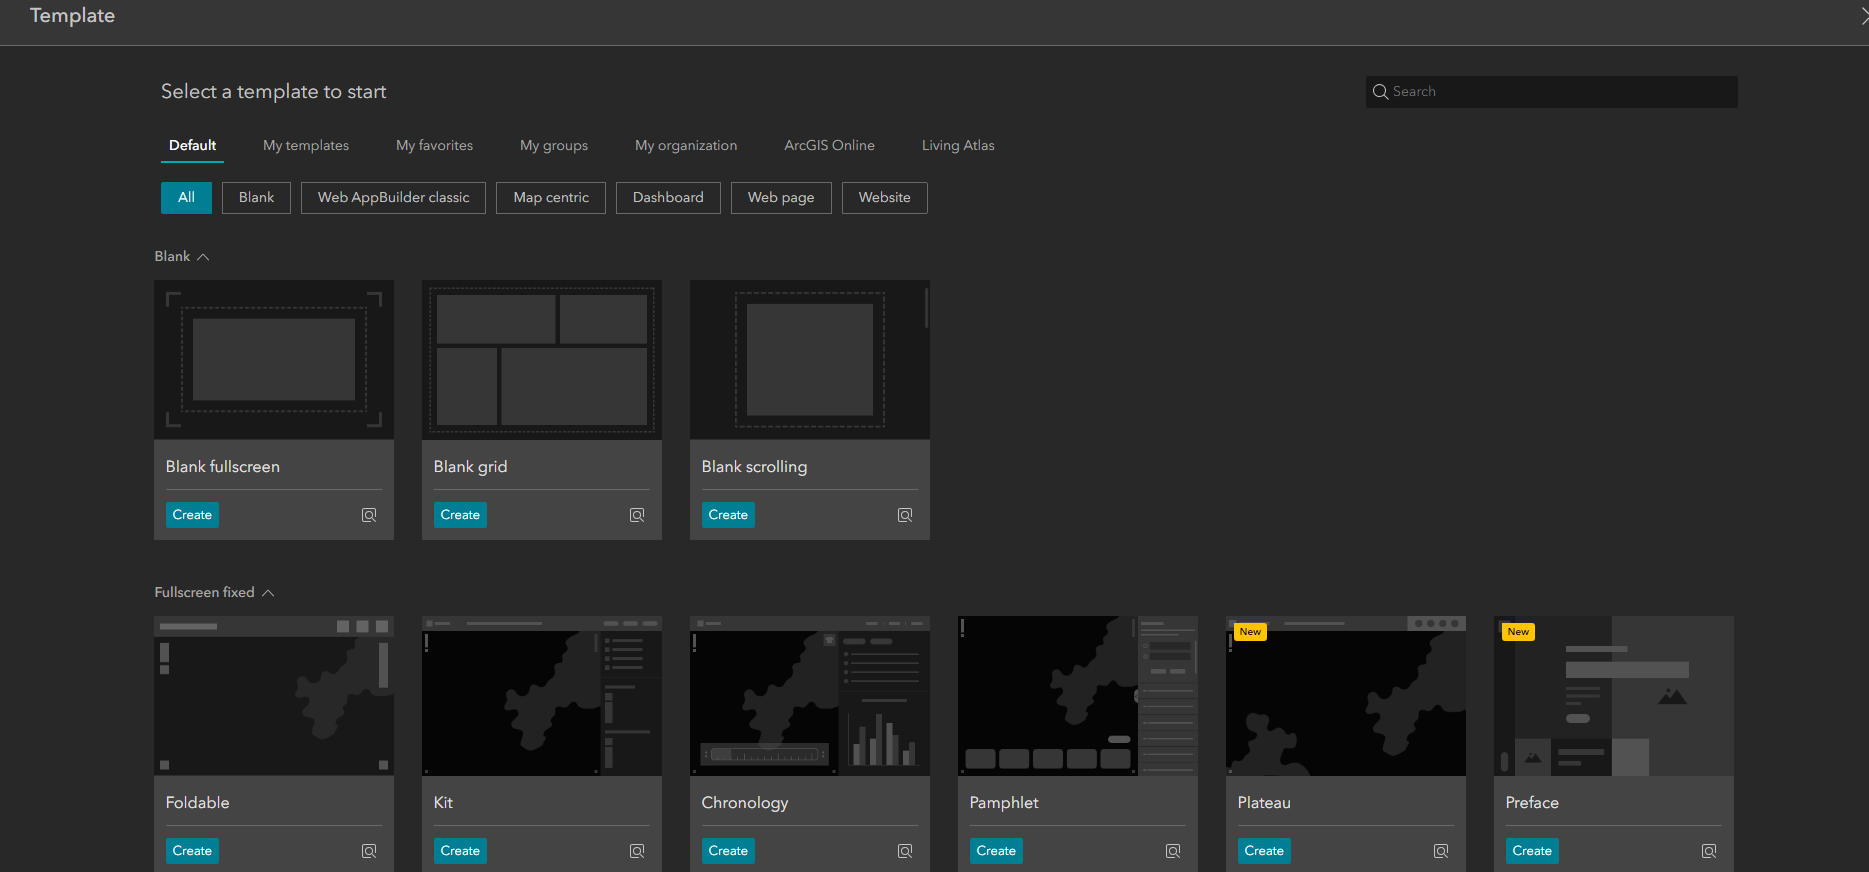 Template
Select a template to start
Search
Default My templates My favorites My groups My organization ArcGIS Online Living Atlas
All Blank Web AppBuilder classic Map centric Dashboard Web page Website
Blank
Blank fullscreen Blank grid Blank scrolling
Create Create Create
Fullscreen fixed
New New
Foldable Kit Chronology Pamphlet Plateau Preface
Create Create Create Create Create Create